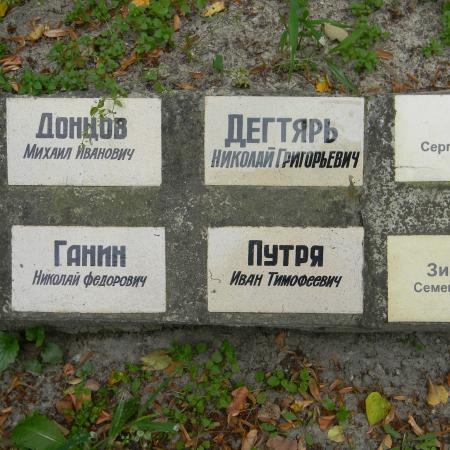 Донцов
Михаил Иванович
Дегтярь
Николай Григорьевич
Ганин
Николай Федорович
Путря
Иван Тимофеевич